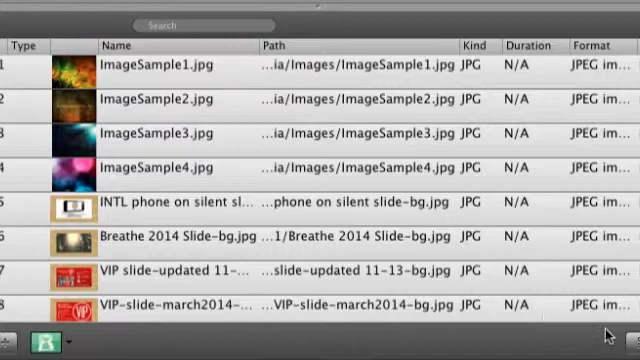 Search
Type Name Path Kind Duration Format
1 ImageSample1.jpg ...ia/Images/ImageSample1.jpg JPG N/A JPEG im...
2 ImageSample2.jpg ...ia/Images/ImageSample2.jpg JPG N/A JPEG im...
3 ImageSample3.jpg ...ia/Images/ImageSample3.jpg JPG N/A JPEG im...
4 ImageSample4.jpg ...ia/Images/ImageSample4.jpg JPG N/A JPEG im...
5 INTL phone on silent sl... ...phone on silent slide-bg.jpg JPG N/A JPEG im...
6 Breathe 2014 Slide-bg.jpg ...1/Breathe 2014 Slide-bg.jpg JPG N/A JPEG im...
7 VIP slide-updated 11-... ...slide-updated 11-13-bg.jpg JPG N/A JPEG im...
8 VIP VIP-slide-march2014-... ...VIP-slide-march2014-bg.jpg JPG N/A JPEG im...